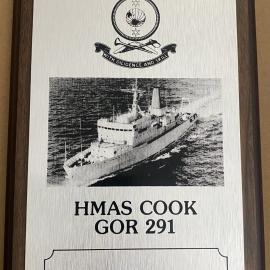 WITH DILIGENCE AND SKILL
HMAS COOK
GOR 291